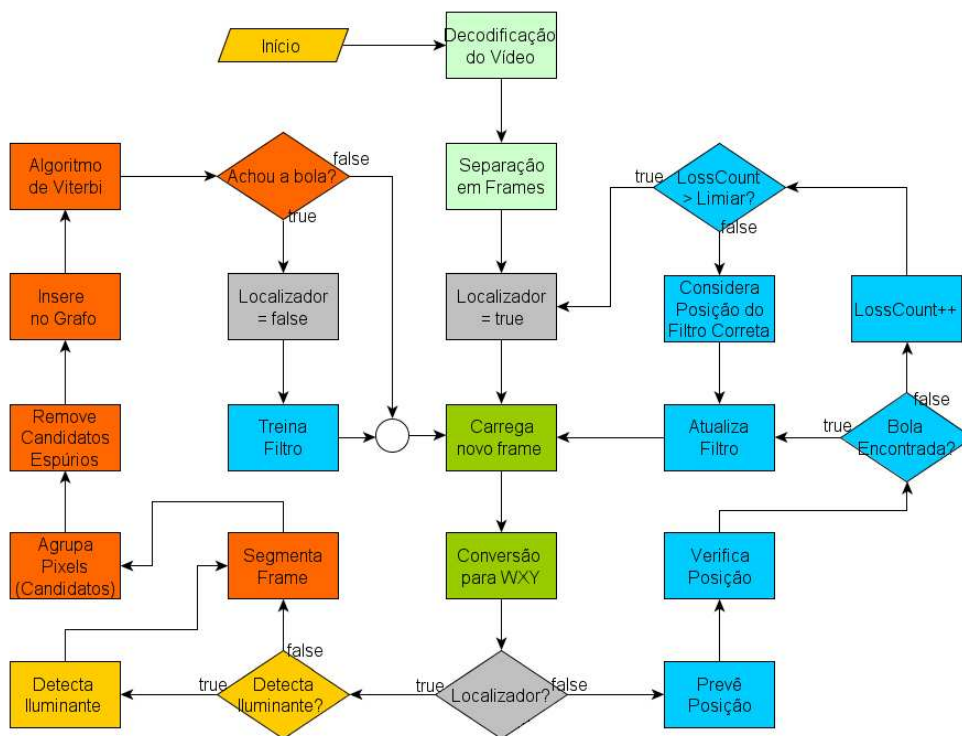 Início
Decodificação
do Vídeo
Algoritmo
de Viterbi
Achou a bola?
false
true
Separação
em Frames
true
LossCount
> Limiar?
false
Insere
no Grafo
Localizador
= false
Localizador
= true
Considera
Posição do
Filtro Correta
LossCount++
Remove
Candidatos
Espúrios
Treina
Filtro
Carrega
novo frame
Atualiza
Filtro
true
Bola
Encontrada?
false
Agrupa
Pixels
(Candidatos)
Segmenta
Frame
Conversão
para WXY
Verifica
Posição
Detecta
Iluminante
true
Detecta
Iluminante?
false
true
Localizador?
false
Prevê
Posição